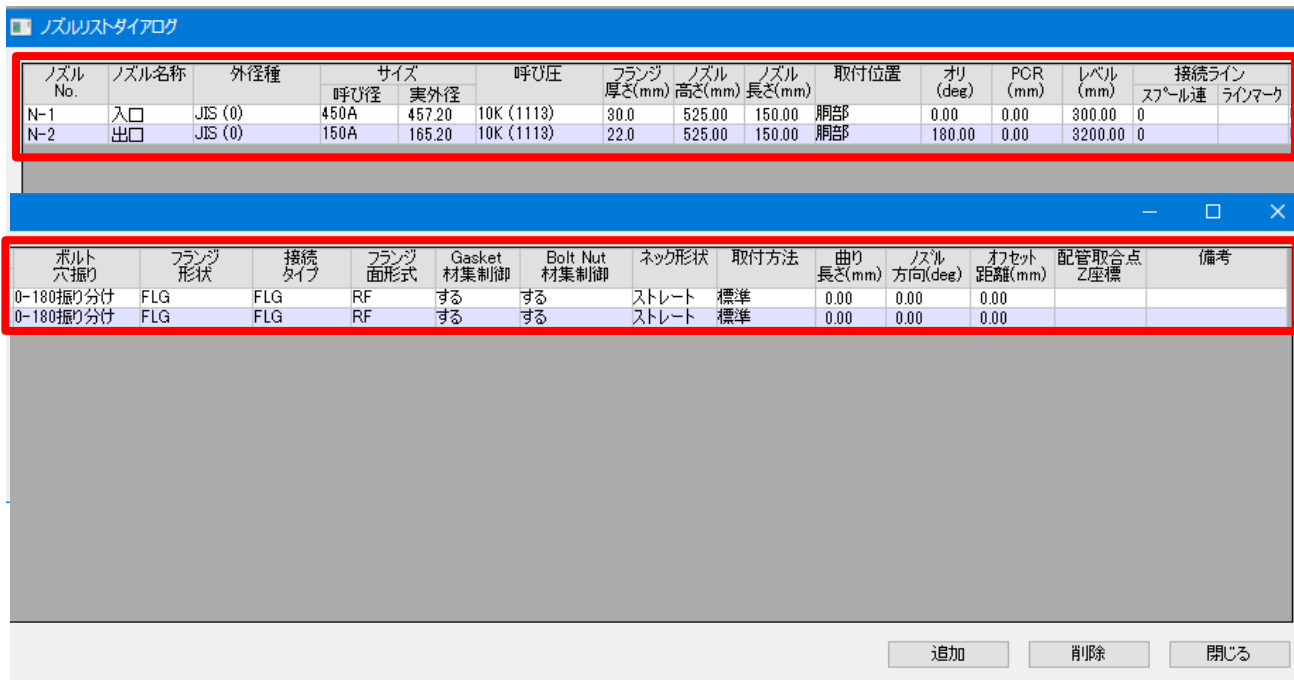 ノズルリストダイアログ
ノズル No. ノズル名称 外径種 サイズ 呼び径 実外径 呼び圧 フランジ 厚さ(mm) ノズル 高さ(mm) ノズル 長さ(mm) 取付位置 オリ (deg) PCR (mm) レベル (mm) 接続ライン スプール連 ラインマーク
N-1 入口 JIS (0) 450A 457.20 10K (1113) 30.0 525.00 150.00 胴部 0.00 0.00 300.00 0
N-2 出口 JIS (0) 150A 165.20 10K (1113) 22.0 525.00 150.00 胴部 180.00 0.00 3200.00 0
ボルト 穴振り フランジ 形状 接続 タイプ フランジ 面形式 Gasket 材集制御 Bolt Nut 材集制御 ネック形状 取付方法 曲り 長さ(mm) ノズル 方向(deg) オフセット 距離(mm) 配管取合点 Z座標 備考
0-180振り分け FLG FLG RF する する ストレート 標準 0.00 0.00 0.00
0-180振り分け FLG FLG RF する する ストレート 標準 0.00 0.00 0.00
追加 削除 閉じる